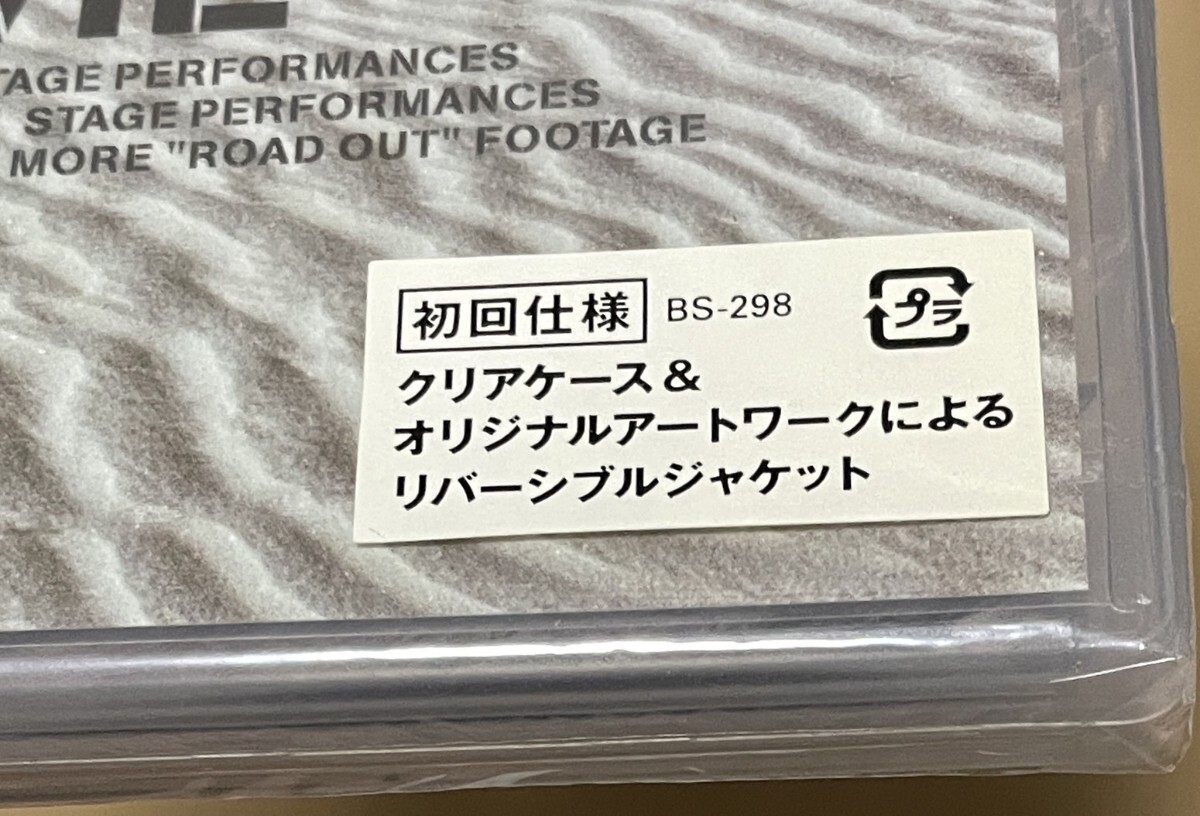 STAGE PERFORMANCES
MORE "ROAD OUT" FOOTAGE
初回仕様 BS-298 プラ
クリアケース&
オリジナルアートワークによる
リバーシブルジャケット